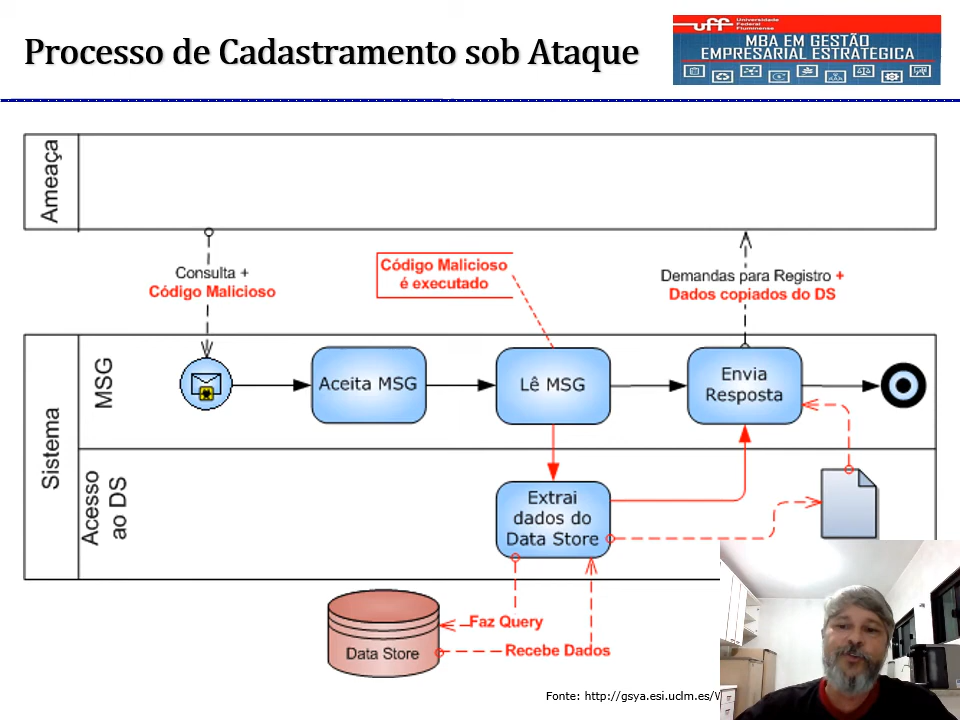 Processo de Cadastramento sob Ataque
uff Universidade
Federal
Fluminense
MBA EM GESTÃO
EMPRESARIAL ESTRATÉGICA
Ameaça
Consulta +
Código Malicioso
Código Malicioso
é executado
Demandas para Registro +
Dados copiados do DS
Sistema
MSG
Aceita MSG
Lê MSG
Envia
Resposta
Acesso
ao DS
Extrai
dados do
Data Store
Faz Query
Recebe Dados
Data Store
Fonte: http://gsya.esi.uclm.es/